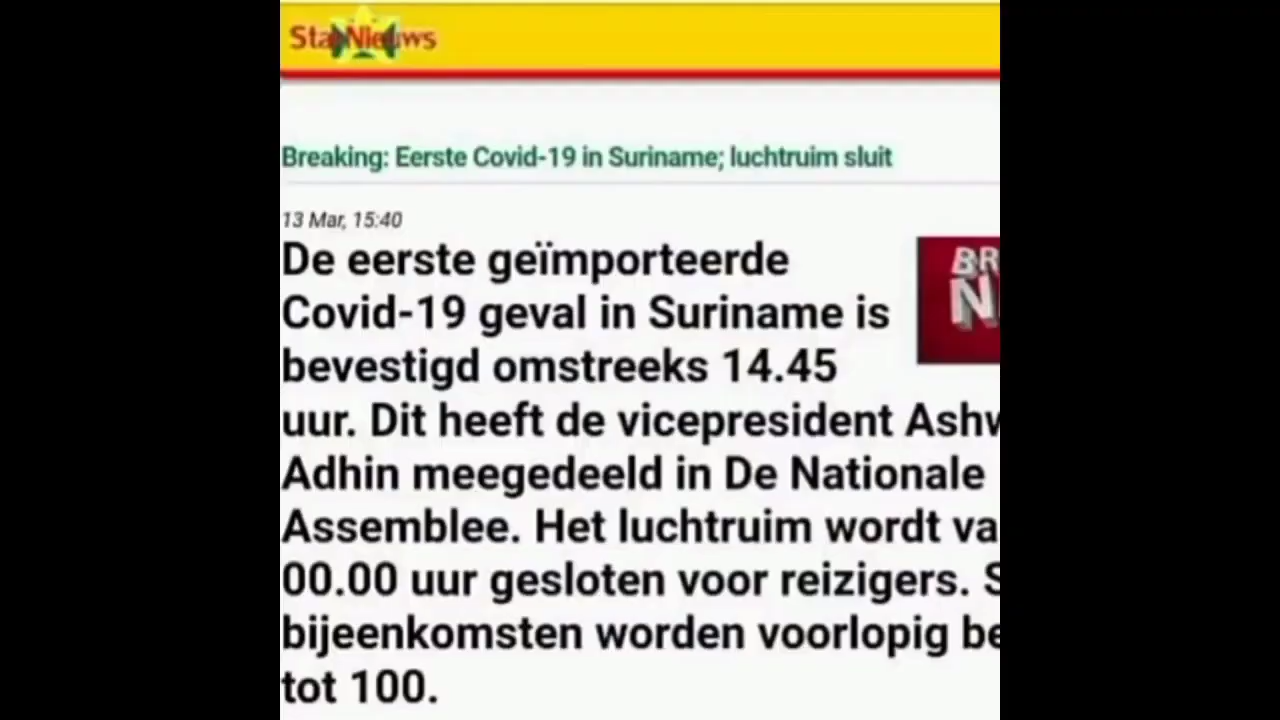 StarNieuws
Breaking: Eerste Covid-19 in Suriname; luchtruim sluit
13 Mar, 15:40
De eerste geïmporteerde
Covid-19 geval in Suriname is
bevestigd omstreeks 14.45
uur. Dit heeft de vicepresident
Adhin meegedeeld in De Nationale
Assemblee. Het luchtruim wordt
00.00 uur gesloten voor reizigers.
bijeenkomsten worden voorlopig
tot 100.